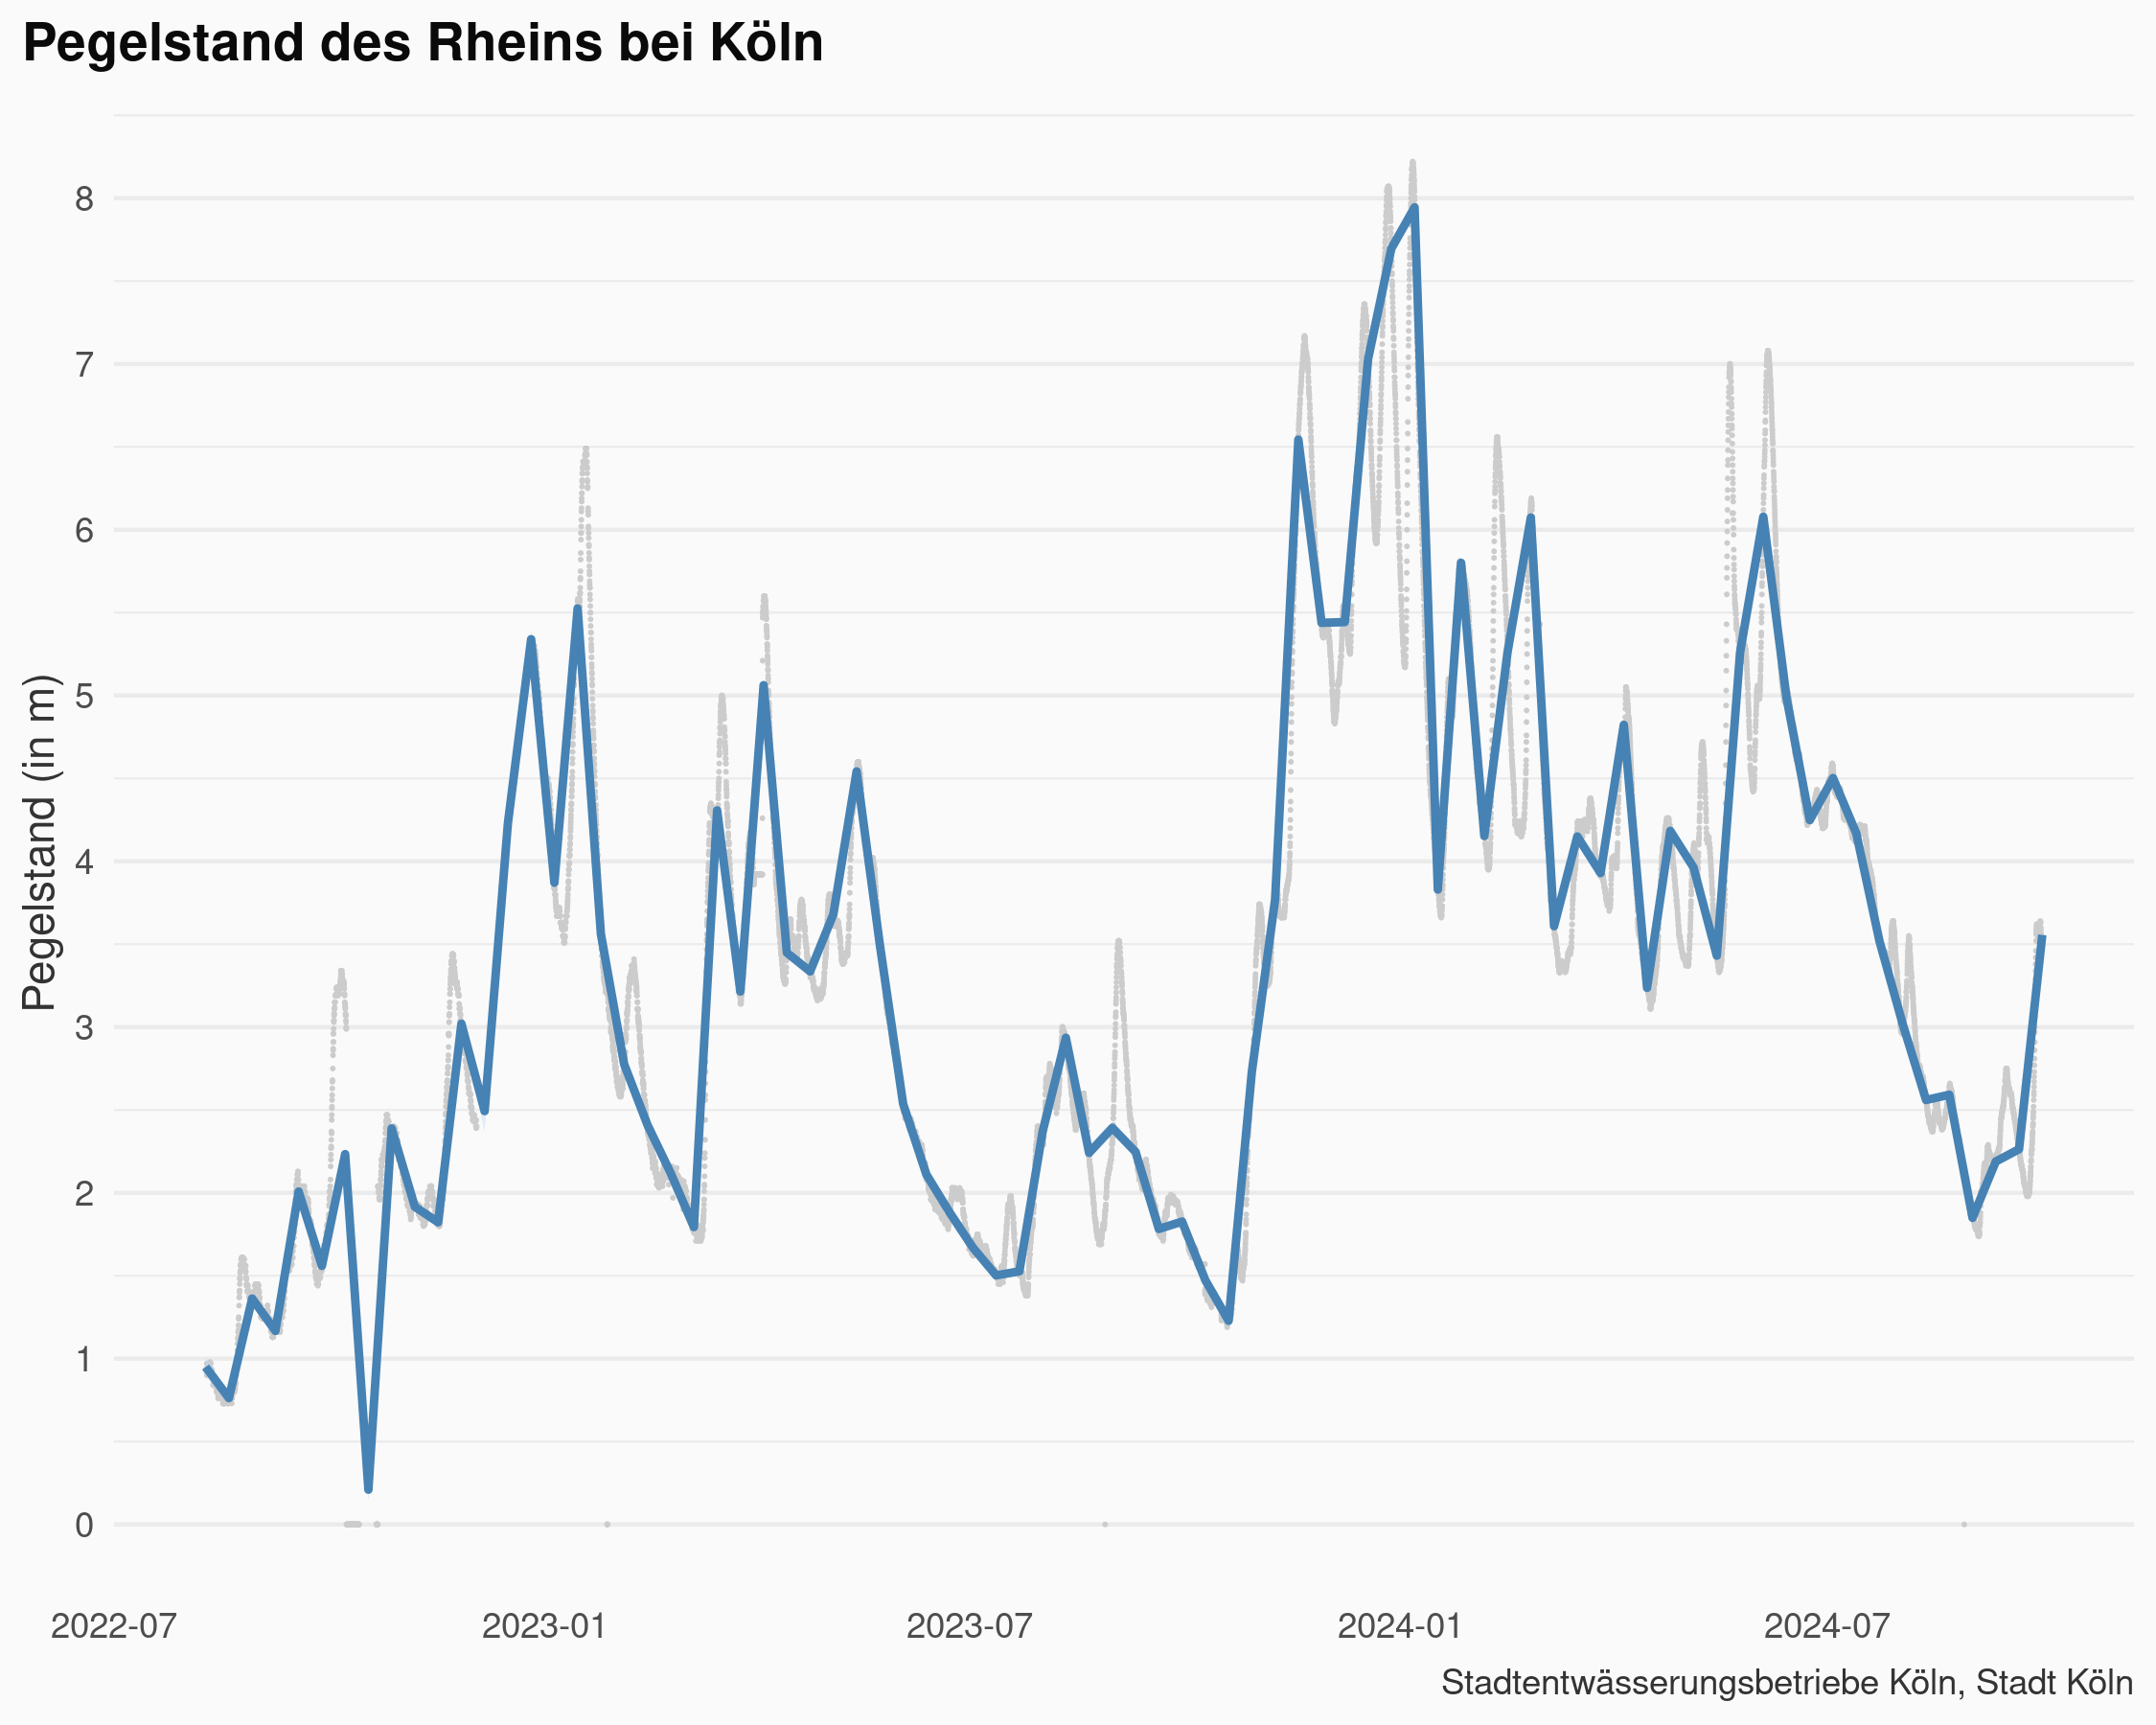 Pegelstand des Rheins bei Köln
Pegelstand (in m)
8
7
6
5
4
3
2
1
0
2022-07 2023-01 2023-07 2024-01 2024-07
Stadtentwässerungsbetriebe Köln, Stadt Köln